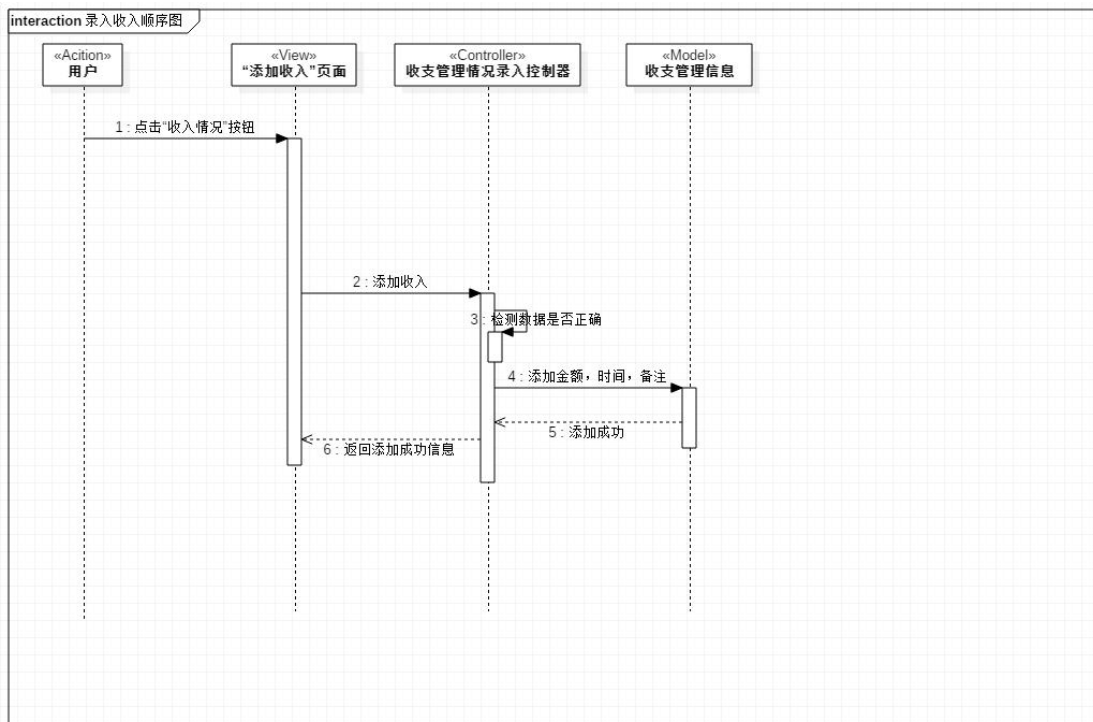 interaction 录入收入顺序图
«Acition»
用户
«View»
“添加收入”页面
«Controller»
收支管理情况录入控制器
«Model»
收支管理信息
1 : 点击“收入情况”按钮
2 : 添加收入
3 : 检测数据是否正确
4 : 添加金额，时间，备注
5 : 添加成功
6 : 返回添加成功信息